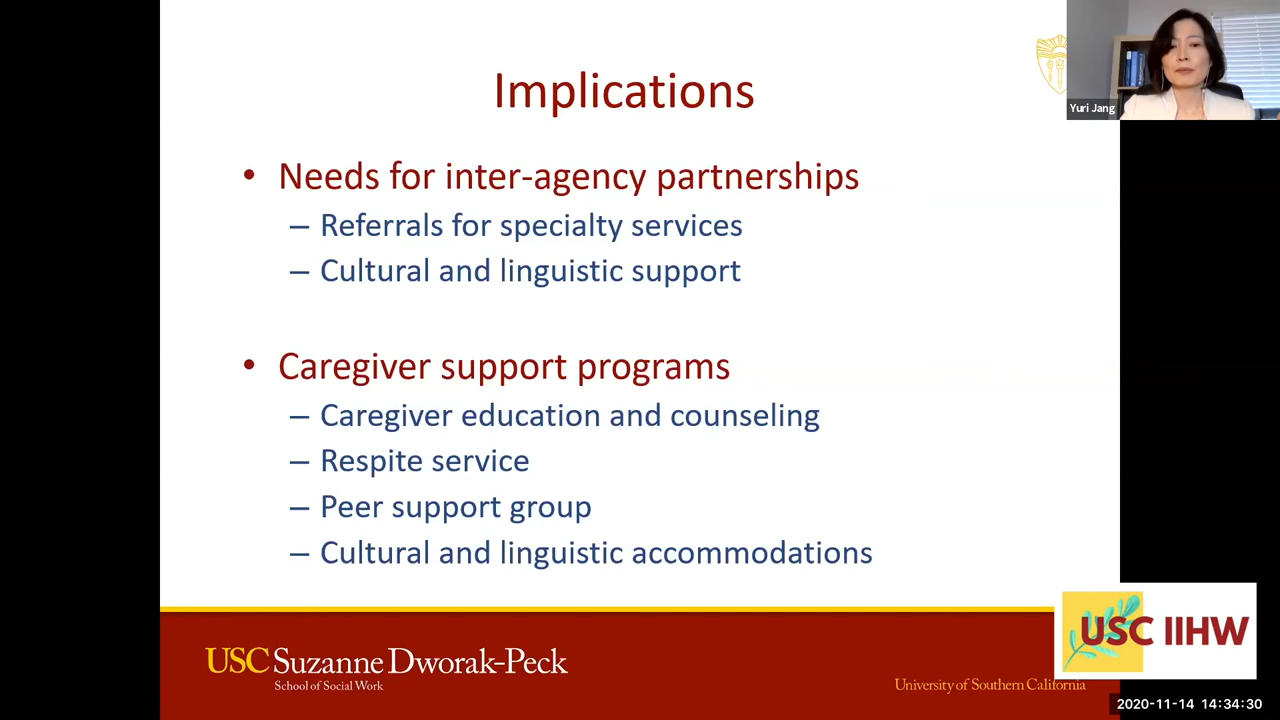 Implications
Yuri Jang
• Needs for inter-agency partnerships
– Referrals for specialty services
– Cultural and linguistic support
• Caregiver support programs
– Caregiver education and counseling
– Respite service
– Peer support group
– Cultural and linguistic accommodations
USC Suzanne Dworak-Peck
School of Social Work
University of Southern California
USC IIHW
2020-11-14 14:34:30